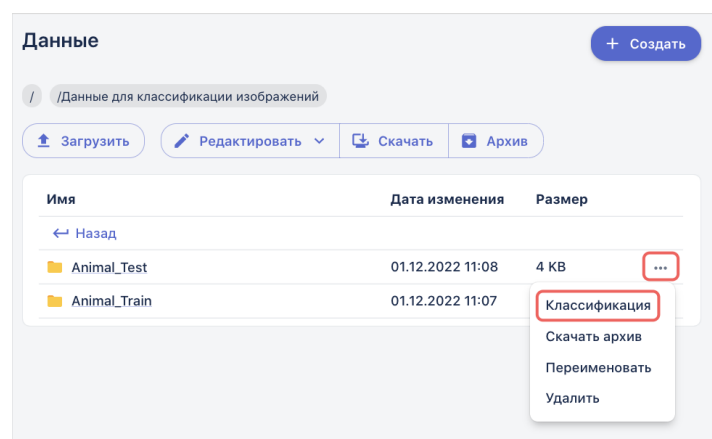 Данные
+ Создать
/ /Данные для классификации изображений
Загрузить Редактировать Скачать Архив
Имя Дата изменения Размер
Назад
Animal_Test 01.12.2022 11:08 4 KB ...
Animal_Train 01.12.2022 11:07
Классификация
Скачать архив
Переименовать
Удалить